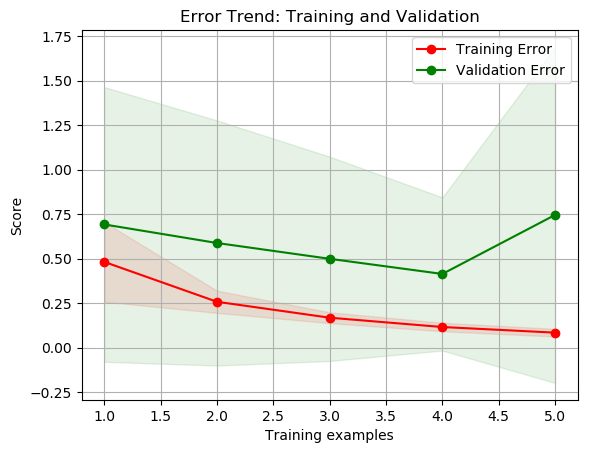 Error Trend: Training and Validation
Training Error
Validation Error
Score
1.75
1.50
1.25
1.00
0.75
0.50
0.25
0.00
−0.25
1.0 1.5 2.0 2.5 3.0 3.5 4.0 4.5 5.0
Training examples